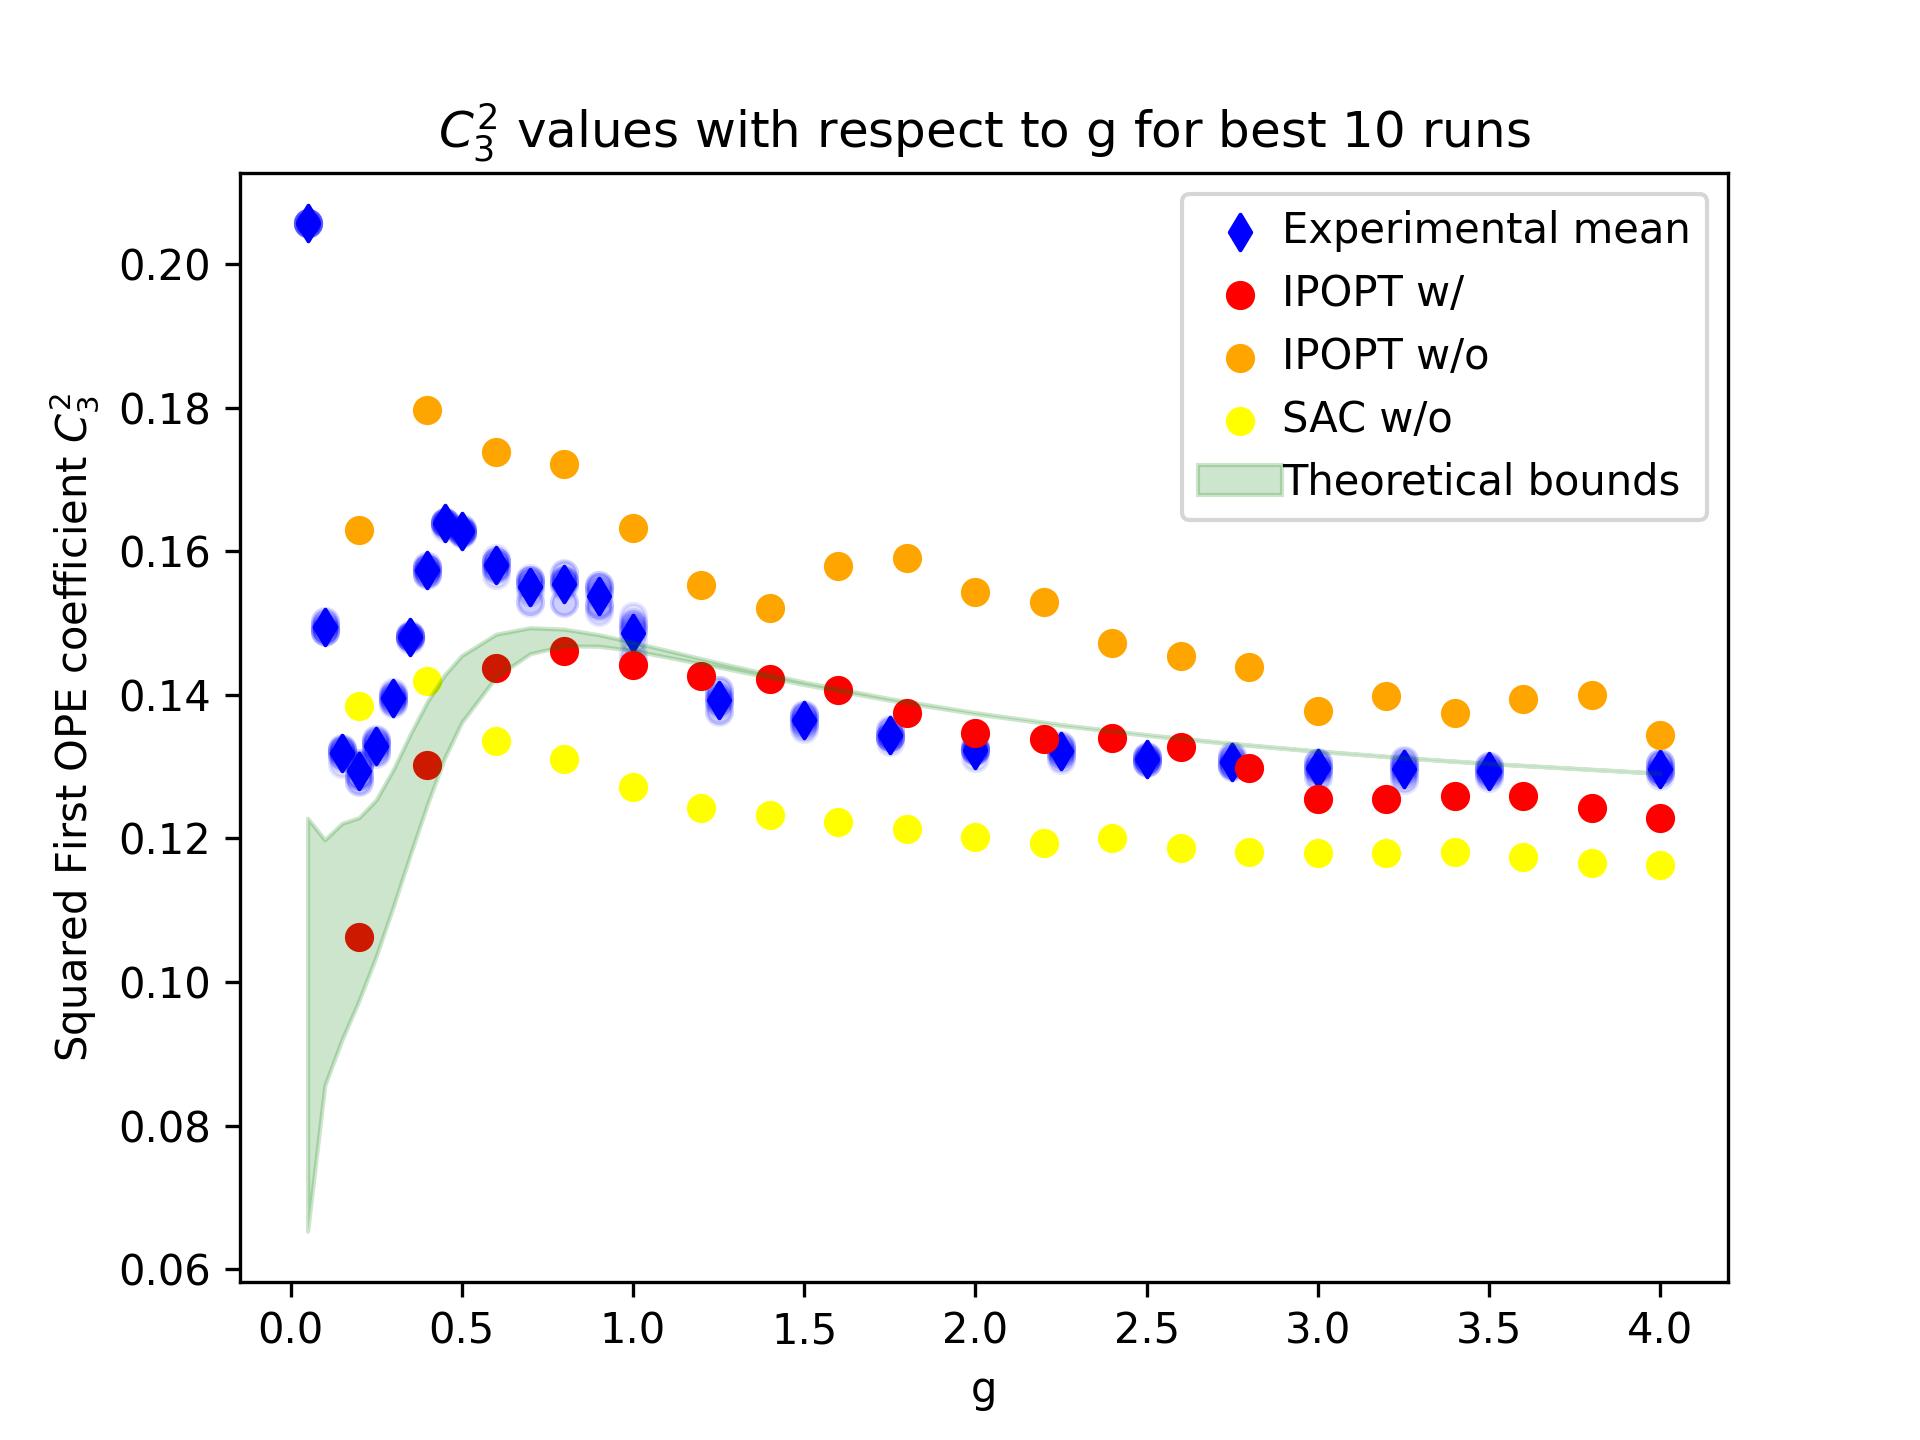 $C_3^2$ values with respect to g for best 10 runs
Experimental mean
IPOPT w/
IPOPT w/o
SAC w/o
Theoretical bounds
Squared First OPE coefficient $C_3^2$
0.20
0.18
0.16
0.14
0.12
0.10
0.08
0.06
0.0 0.5 1.0 1.5 2.0 2.5 3.0 3.5 4.0
g